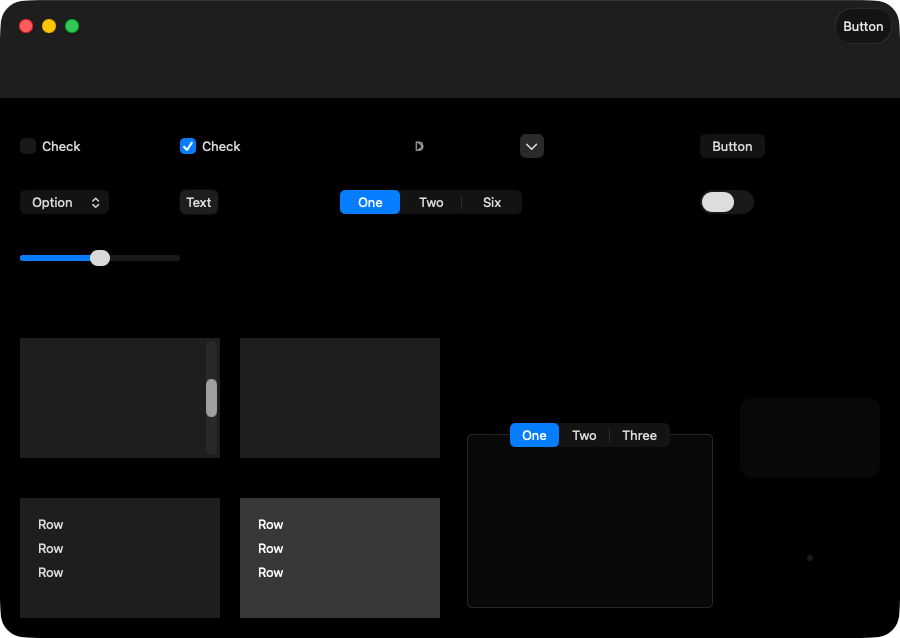 Button
Check
Check
Button
Option
Text
One
Two
Six
One
Two
Three
Row
Row
Row
Row
Row
Row